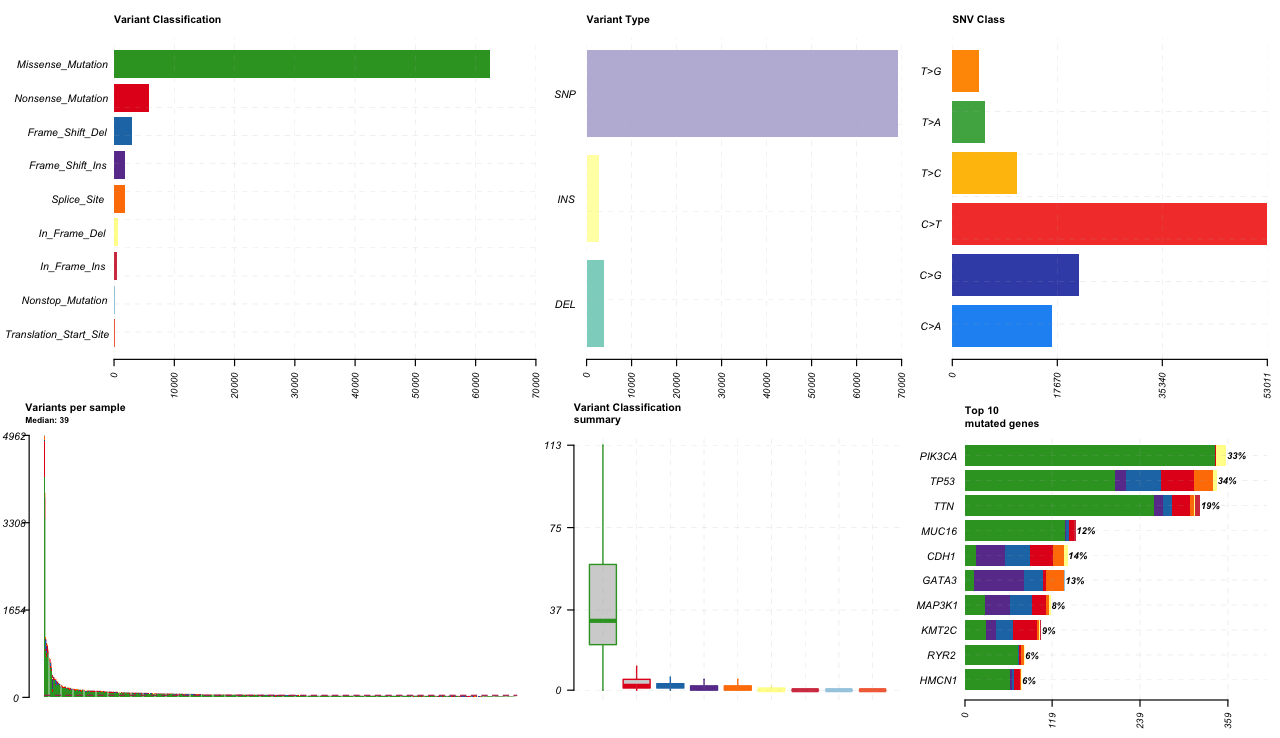 Variant Classification
Missense_Mutation
Nonsense_Mutation
Frame_Shift_Del
Frame_Shift_Ins
Splice_Site
In_Frame_Del
In_Frame_Ins
Nonstop_Mutation
Translation_Start_Site
0 10000 20000 30000 40000 50000 60000 70000
Variant Type
SNP
INS
DEL
0 10000 20000 30000 40000 50000 60000 70000
SNV Class
T>G
T>A
T>C
C>T
C>G
C>A
0 17670 35340 53011
Variants per sample
Median: 39
4962
3308
1654
0
Variant Classification
summary
113
75
37
0
Top 10
mutated genes
PIK3CA 33%
TP53 34%
TTN 19%
MUC16 12%
CDH1 14%
GATA3 13%
MAP3K1 8%
KMT2C 9%
RYR2 6%
HMCN1 6%
0 119 239 359